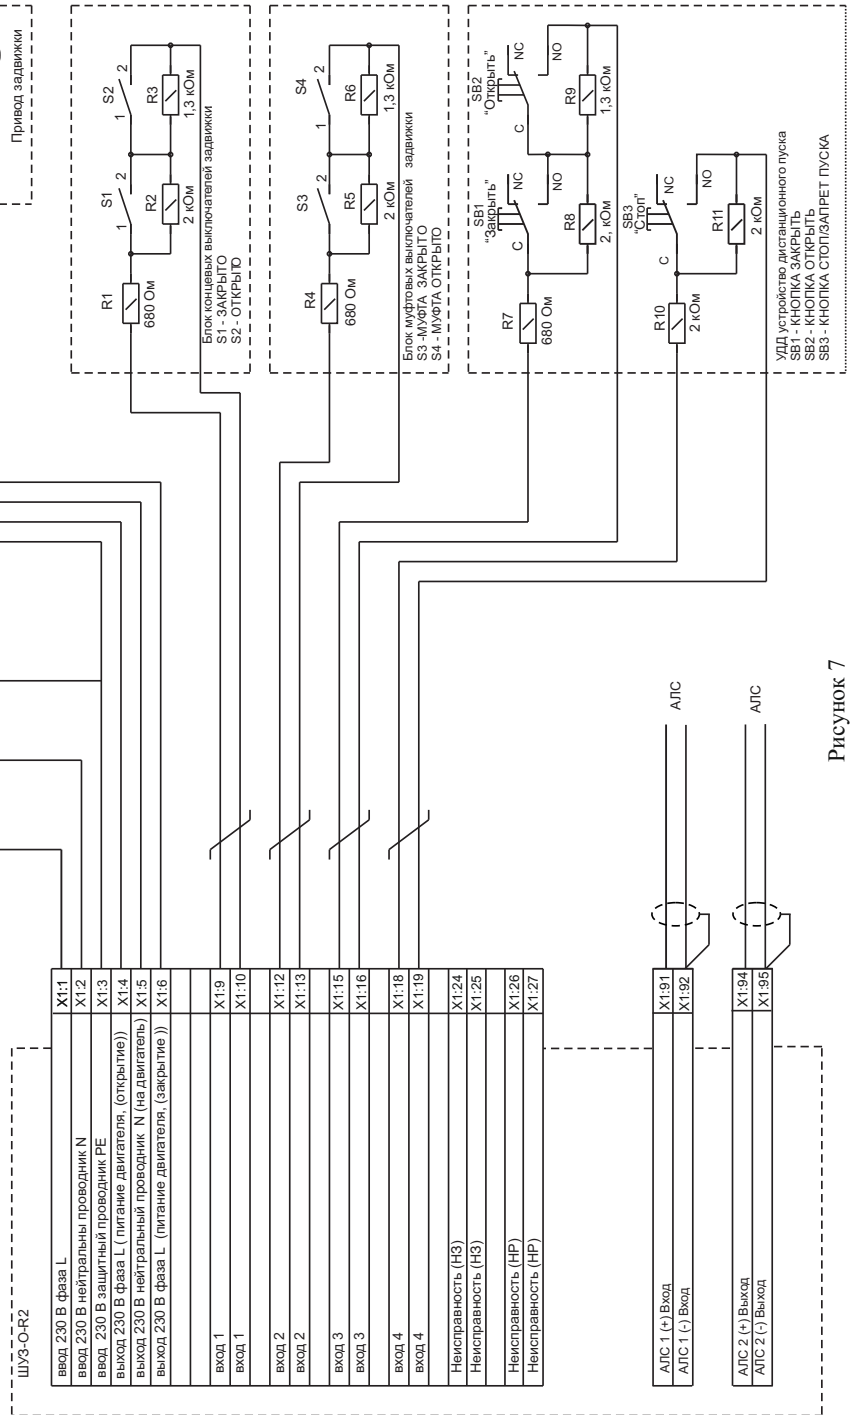 Привод задвижки
S1
1
2
S2
1
2
R1
680 Ом
R2
2 кОм
R3
1,3 кОм
Блок концевых выключателей задвижки
S1 - ЗАКРЫТО
S2 - ОТКРЫТО
S3
1
2
S4
1
2
R4
680 Ом
R5
2 кОм
R6
1,3 кОм
Блок муфтовых выключателей задвижки
S3 -МУФТА ЗАКРЫТО
S4 - МУФТА ОТКРЫТО
SB1
"Закрыть"
C
NC
NO
SB2
"Открыть"
C
NC
NO
R7
680 Ом
R8
2, кОм
R9
1,3 кОм
SB3
"Стоп"
C
NC
NO
R10
2 кОм
R11
2 кОм
УДД устройство дистанционного пуска
SB1 - КНОПКА ЗАКРЫТЬ
SB2 - КНОПКА ОТКРЫТЬ
SB3 - КНОПКА СТОП/ЗАПРЕТ ПУСКА
ШУЗ-О-R2
ввод 230 В фаза L X1:1
ввод 230 В нейтральны проводник N X1:2
ввод 230 В защитный проводник PE X1:3
выход 230 В фаза L ( питание двигателя, (открытие)) X1:4
выход 230 В нейтральный проводник N (на двигатель) X1:5
выход 230 В фаза L (питание двигателя, (закрытие )) X1:6
вход 1 X1:9
вход 1 X1:10
вход 2 X1:12
вход 2 X1:13
вход 3 X1:15
вход 3 X1:16
вход 4 X1:18
вход 4 X1:19
Неисправность (НЗ) X1:24
Неисправность (НЗ) X1:25
Неисправность (НР) X1:26
Неисправность (НР) X1:27
АЛС 1 (+) Вход X1:91
АЛС 1 (-) Вход X1:92
АЛС
АЛС 2 (+) Выход X1:94
АЛС 2 (-) Выход X1:95
АЛС
Рисунок 7